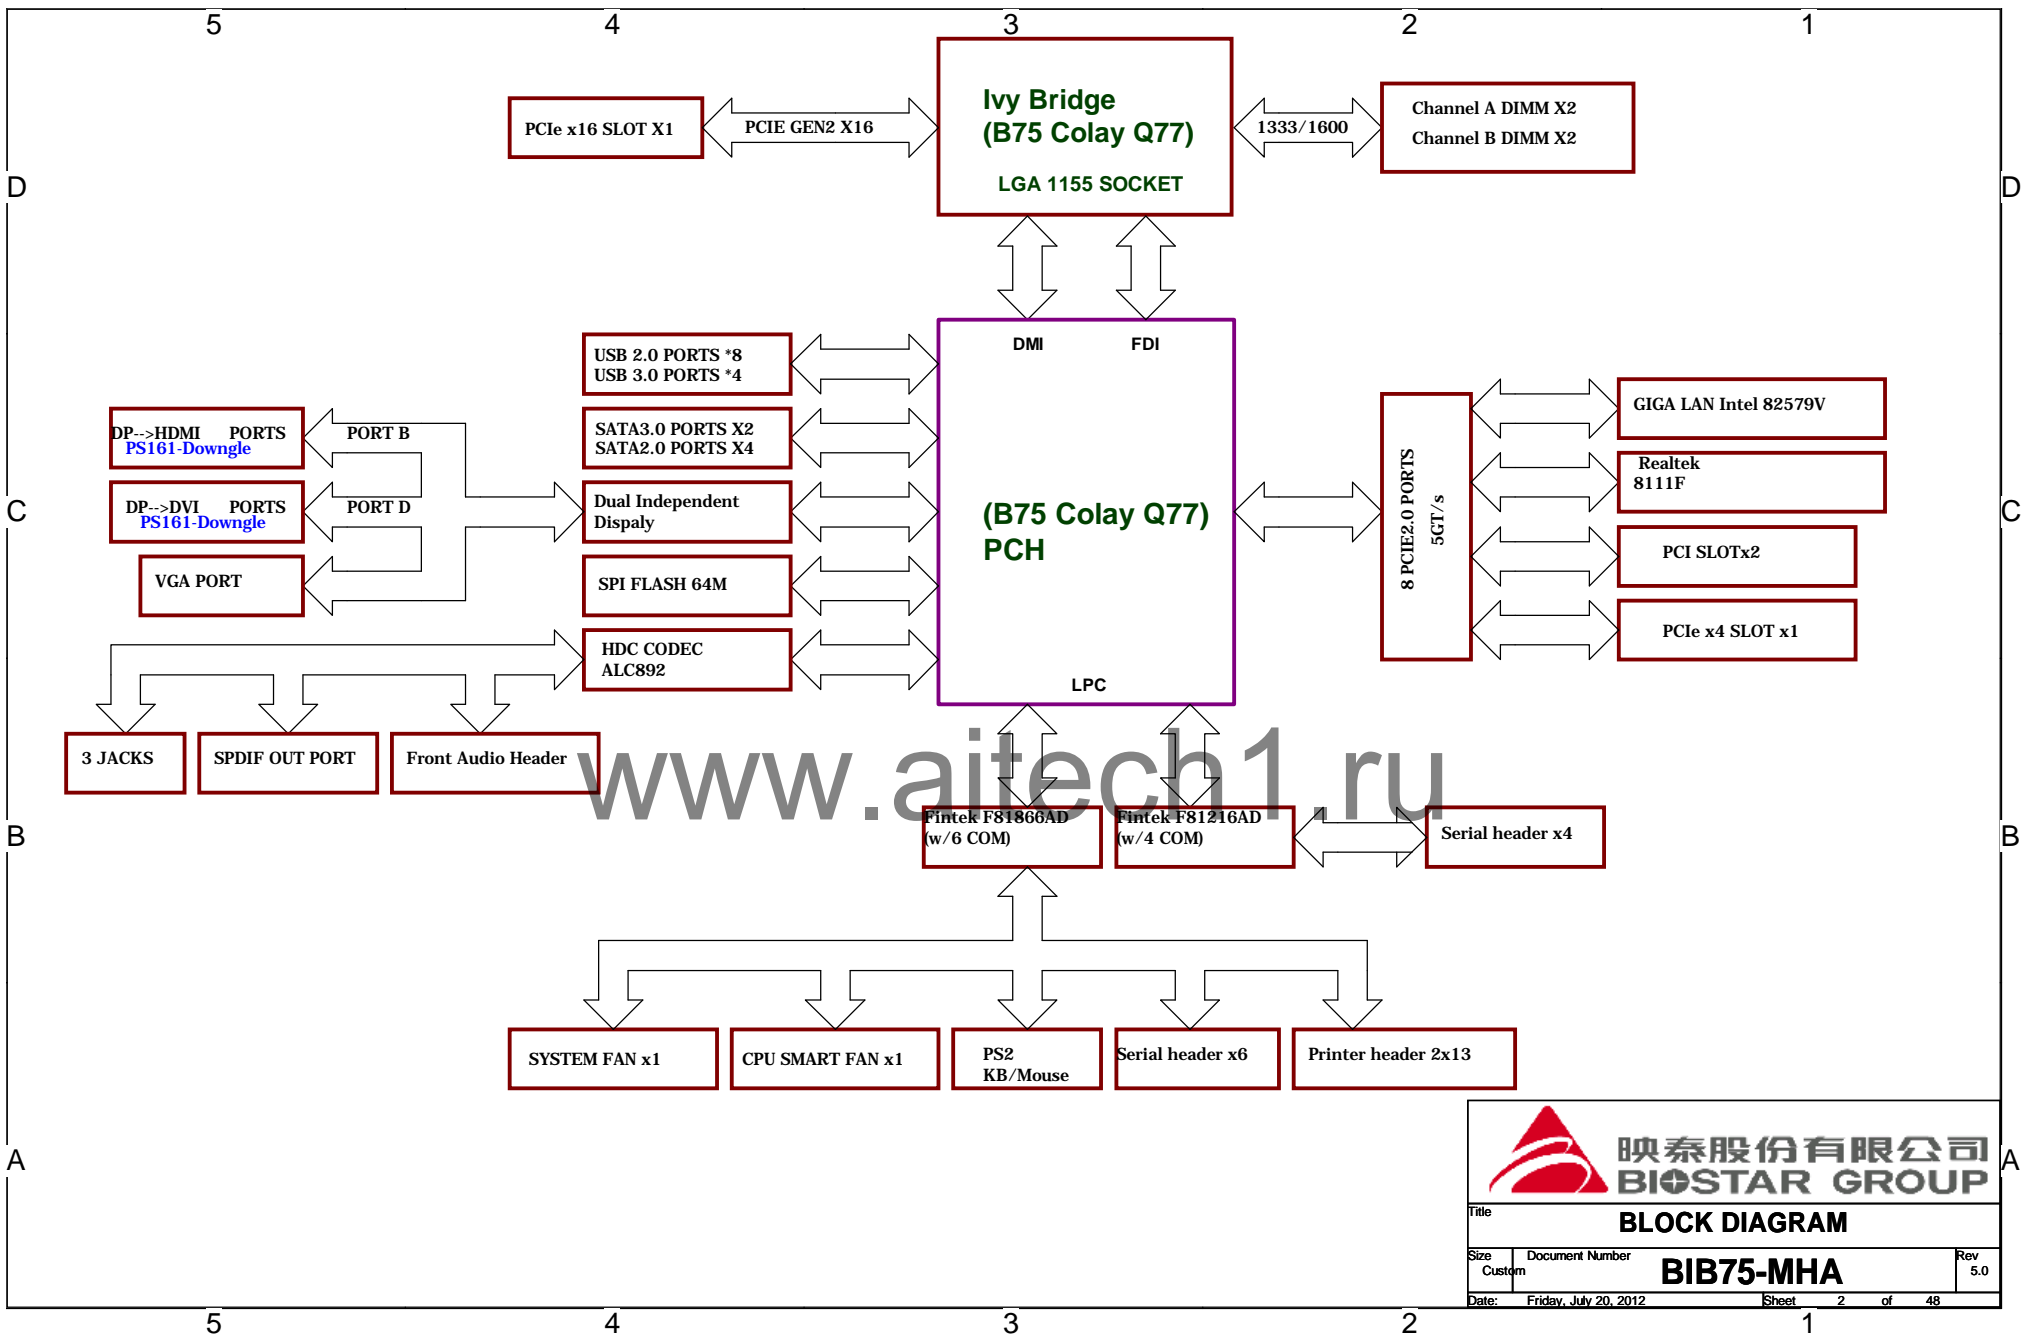 5 4 3 2 1
Ivy Bridge
(B75 Colay Q77)
LGA 1155 SOCKET
PCIe x16 SLOT X1
PCIE GEN2 X16
1333/1600
Channel A DIMM X2
Channel B DIMM X2
D
D
DMI
FDI
USB 2.0 PORTS *8
USB 3.0 PORTS *4
SATA3.0 PORTS X2
SATA2.0 PORTS X4
Dual Independent
Dispaly
SPI FLASH 64M
HDC CODEC
ALC892
DP-->HDMI PORTS
PS161-Downgle
PORT B
DP-->DVI PORTS
PS161-Downgle
PORT D
VGA PORT
C
C
(B75 Colay Q77)
PCH
LPC
8 PCIE2.0 PORTS
5GT/s
GIGA LAN Intel 82579V
Realtek
8111F
PCI SLOTx2
PCIe x4 SLOT x1
3 JACKS
SPDIF OUT PORT
Front Audio Header
www.aitech1.ru
B
B
Fintek F81866AD
(w/6 COM)
Fintek F81216AD
(w/4 COM)
Serial header x4
SYSTEM FAN x1
CPU SMART FAN x1
PS2
KB/Mouse
Serial header x6
Printer header 2x13
A
A
映泰股份有限公司
BIOSTAR GROUP
Title
BLOCK DIAGRAM
Size
Custom
Document Number
BIB75-MHA
Rev
5.0
Date: Friday, July 20, 2012
Sheet 2 of 48
5 4 3 2 1